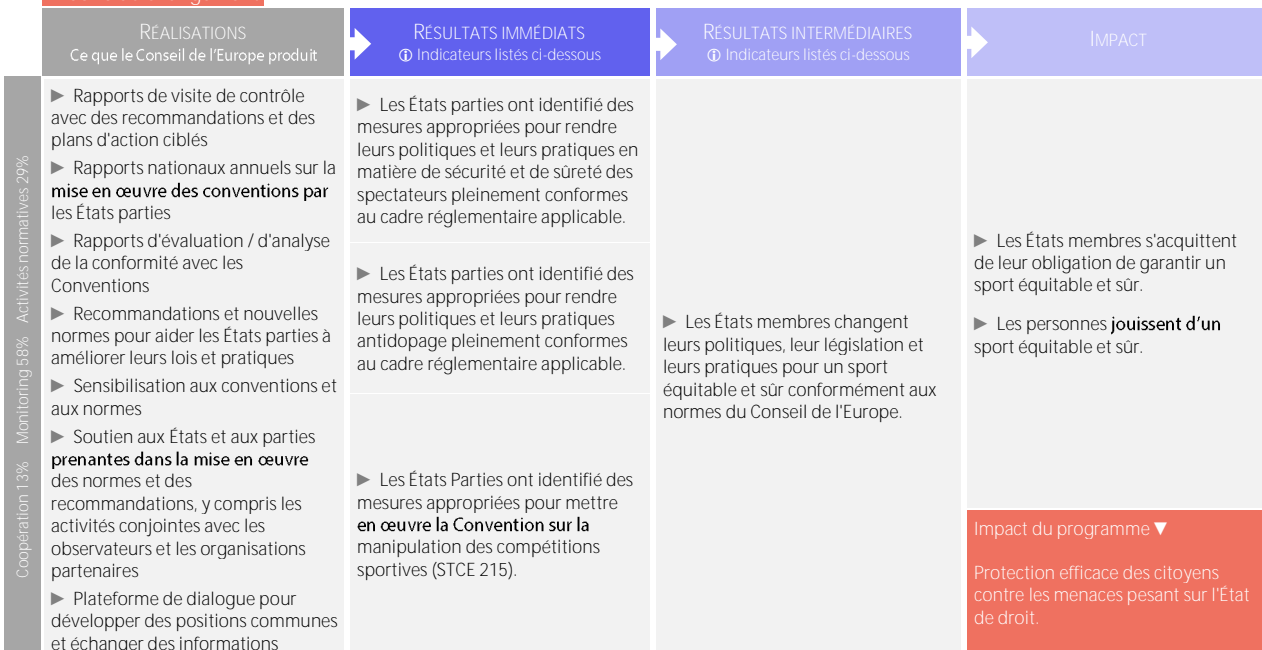 RÉALISATIONS
Ce que le Conseil de l'Europe produit
RÉSULTATS IMMÉDIATS
🛈 Indicateurs listés ci-dessous
RÉSULTATS INTERMÉDIAIRES
🛈 Indicateurs listés ci-dessous
IMPACT
Coopération 13% Monitoring 58% Activités normatives 29%
► Rapports de visite de contrôle
avec des recommandations et des
plans d'action ciblés
► Rapports nationaux annuels sur la
mise en œuvre des conventions par
les États parties
► Rapports d'évaluation / d'analyse
de la conformité avec les
Conventions
► Recommandations et nouvelles
normes pour aider les États parties à
améliorer leurs lois et pratiques
► Sensibilisation aux conventions et
aux normes
► Soutien aux États et aux parties
prenantes dans la mise en œuvre
des normes et des
recommandations, y compris les
activités conjointes avec les
observateurs et les organisations
partenaires
► Plateforme de dialogue pour
développer des positions communes
et échanger des informations
► Les États parties ont identifié des
mesures appropriées pour rendre
leurs politiques et leurs pratiques en
matière de sécurité et de sûreté des
spectateurs pleinement conformes
au cadre réglementaire applicable.
► Les États parties ont identifié des
mesures appropriées pour rendre
leurs politiques et leurs pratiques
antidopage pleinement conformes
au cadre réglementaire applicable.
► Les États Parties ont identifié des
mesures appropriées pour mettre
en œuvre la Convention sur la
manipulation des compétitions
sportives (STCE 215).
► Les États membres changent
leurs politiques, leur législation et
leurs pratiques pour un sport
équitable et sûr conformément aux
normes du Conseil de l'Europe.
► Les États membres s'acquittent
de leur obligation de garantir un
sport équitable et sûr.
► Les personnes jouissent d'un
sport équitable et sûr.
Impact du programme ▼
Protection efficace des citoyens
contre les menaces pesant sur l'État
de droit.